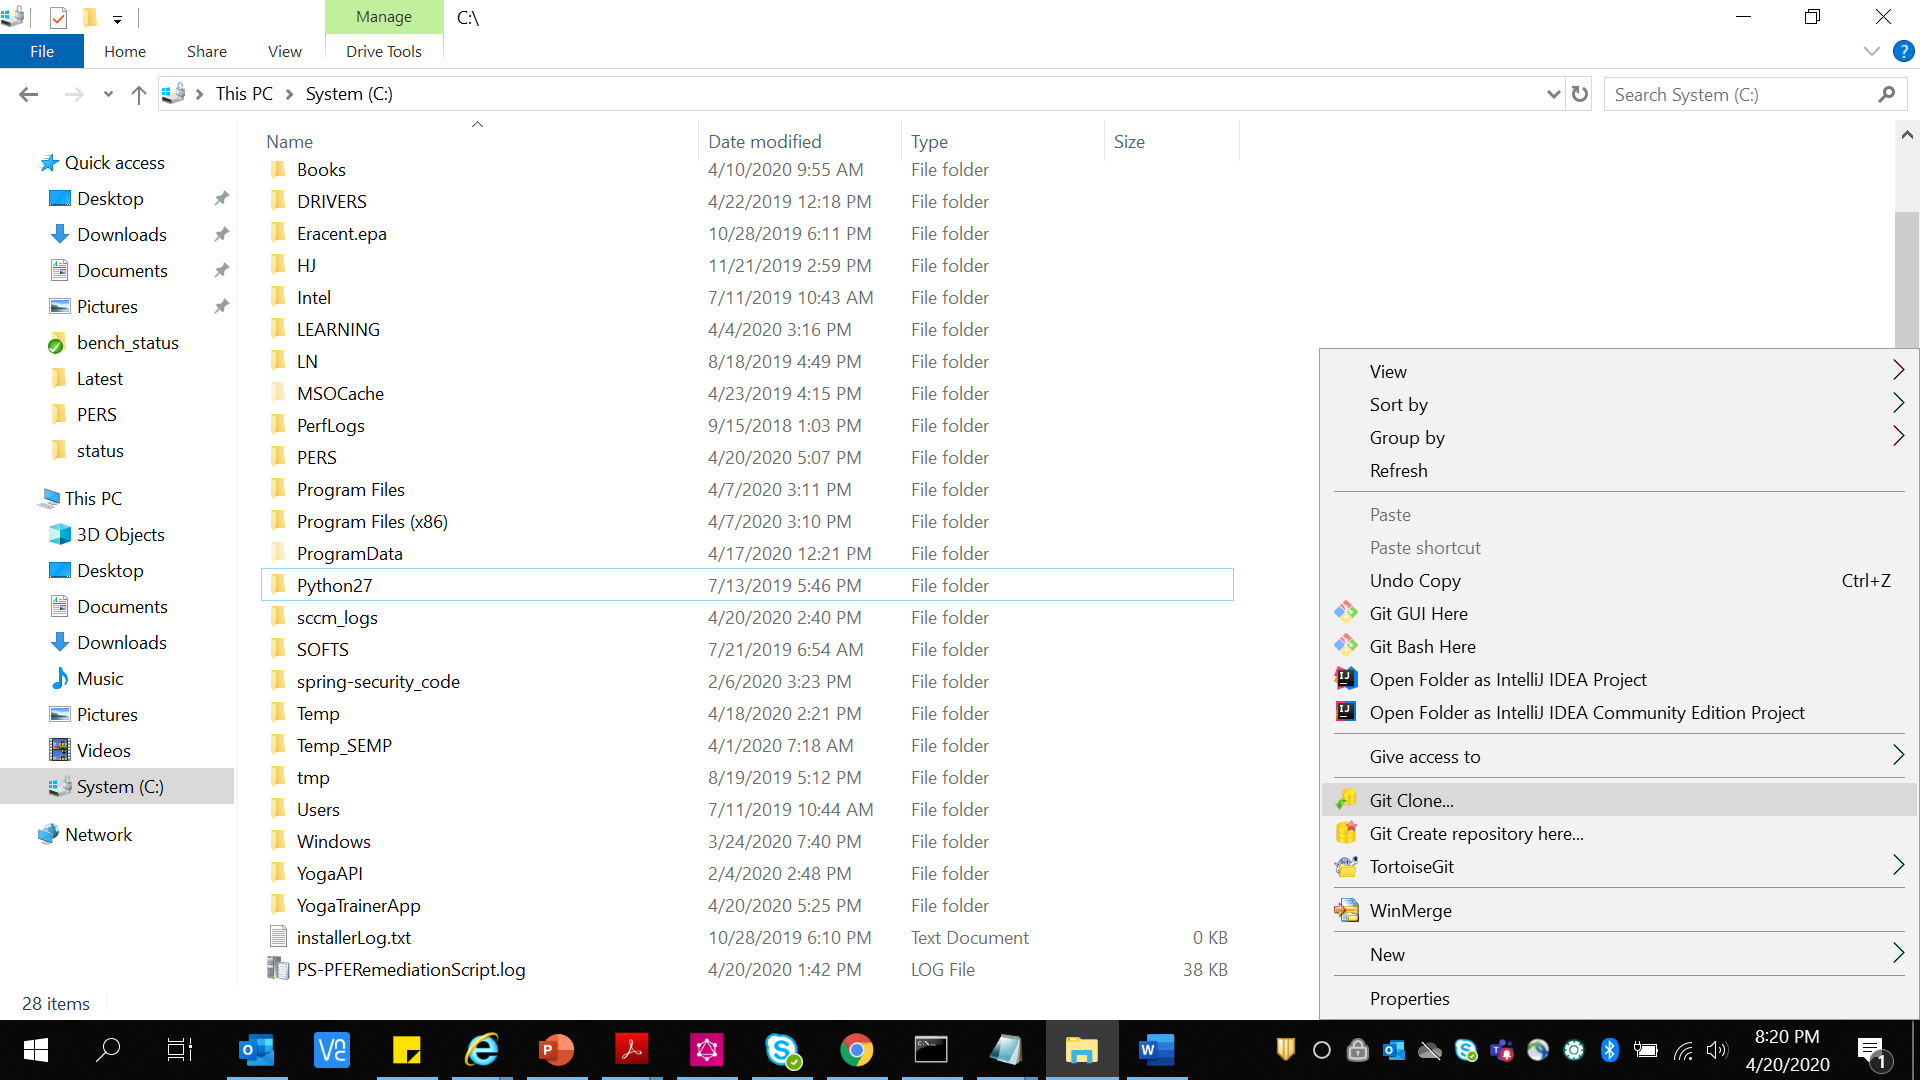 Manage C:\
File Home Share View Drive Tools
This PC System (C:) Search System (C:)
Name Date modified Type Size
Quick access
Desktop
Downloads
Documents
Pictures
bench_status
Latest
PERS
status
This PC
3D Objects
Desktop
Documents
Downloads
Music
Pictures
Videos
System (C:)
Network
Books 4/10/2020 9:55 AM File folder
DRIVERS 4/22/2019 12:18 PM File folder
Eracent.epa 10/28/2019 6:11 PM File folder
HJ 11/21/2019 2:59 PM File folder
Intel 7/11/2019 10:43 AM File folder
LEARNING 4/4/2020 3:16 PM File folder
LN 8/18/2019 4:49 PM File folder
MSOCache 4/23/2019 4:15 PM File folder
PerfLogs 9/15/2018 1:03 PM File folder
PERS 4/20/2020 5:07 PM File folder
Program Files 4/7/2020 3:11 PM File folder
Program Files (x86) 4/7/2020 3:10 PM File folder
ProgramData 4/17/2020 12:21 PM File folder
Python27 7/13/2019 5:46 PM File folder
sccm_logs 4/20/2020 2:40 PM File folder
SOFTS 7/21/2019 6:54 AM File folder
spring-security_code 2/6/2020 3:23 PM File folder
Temp 4/18/2020 2:21 PM File folder
Temp_SEMP 4/1/2020 7:18 AM File folder
tmp 8/19/2019 5:12 PM File folder
Users 7/11/2019 10:44 AM File folder
Windows 3/24/2020 7:40 PM File folder
YogaAPI 2/4/2020 2:48 PM File folder
YogaTrainerApp 4/20/2020 5:25 PM File folder
installerLog.txt 10/28/2019 6:10 PM Text Document 0 KB
PS-PFERemediationScript.log 4/20/2020 1:42 PM LOG File 38 KB
View
Sort by
Group by
Refresh
Paste
Paste shortcut
Undo Copy Ctrl+Z
Git GUI Here
Git Bash Here
Open Folder as IntelliJ IDEA Project
Open Folder as IntelliJ IDEA Community Edition Project
Give access to
Git Clone...
Git Create repository here...
TortoiseGit
WinMerge
New
Properties
28 items
8:20 PM
4/20/2020
1